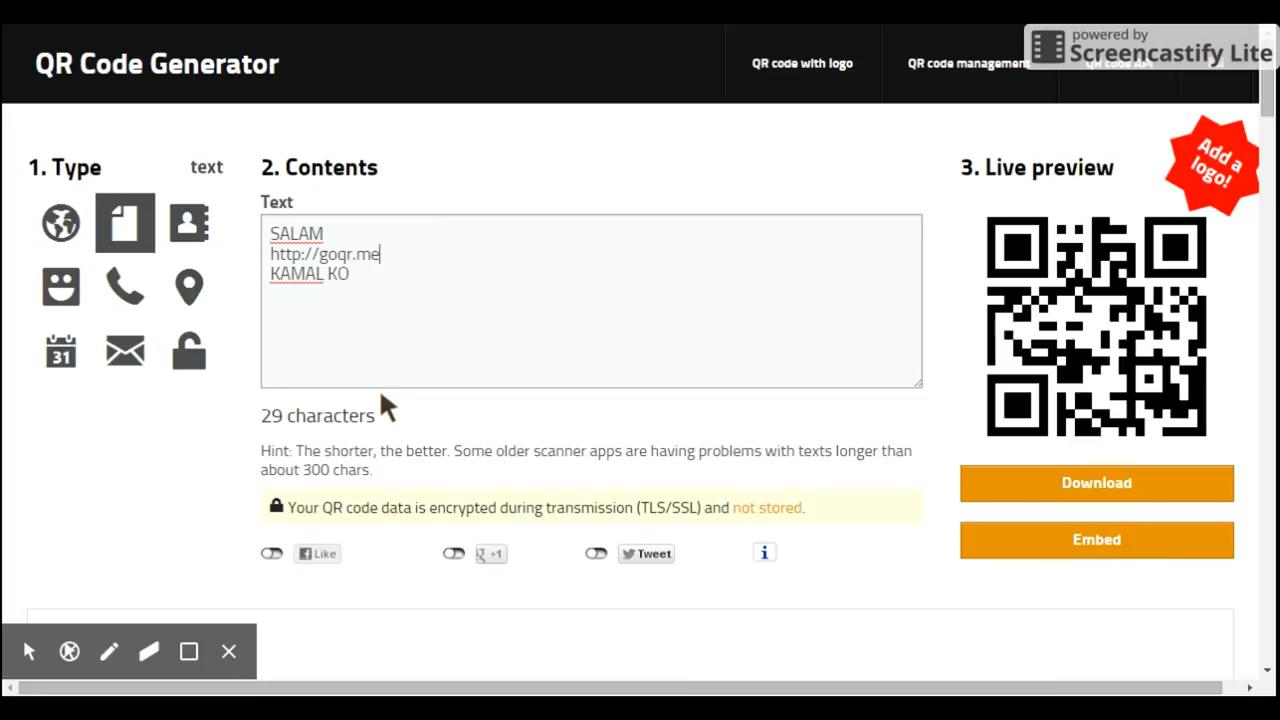 powered by
Screencastify Lite
QR Code Generator
QR code with logo
QR code management
1. Type
text
2. Contents
3. Live preview
Add a
logo!
Text
SALAM
http://goqr.me
KAMAL KO
31
29 characters
Hint: The shorter, the better. Some older scanner apps are having problems with texts longer than
about 300 chars.
Your QR code data is encrypted during transmission (TLS/SSL) and not stored.
Download
Embed
Like
+1
Tweet